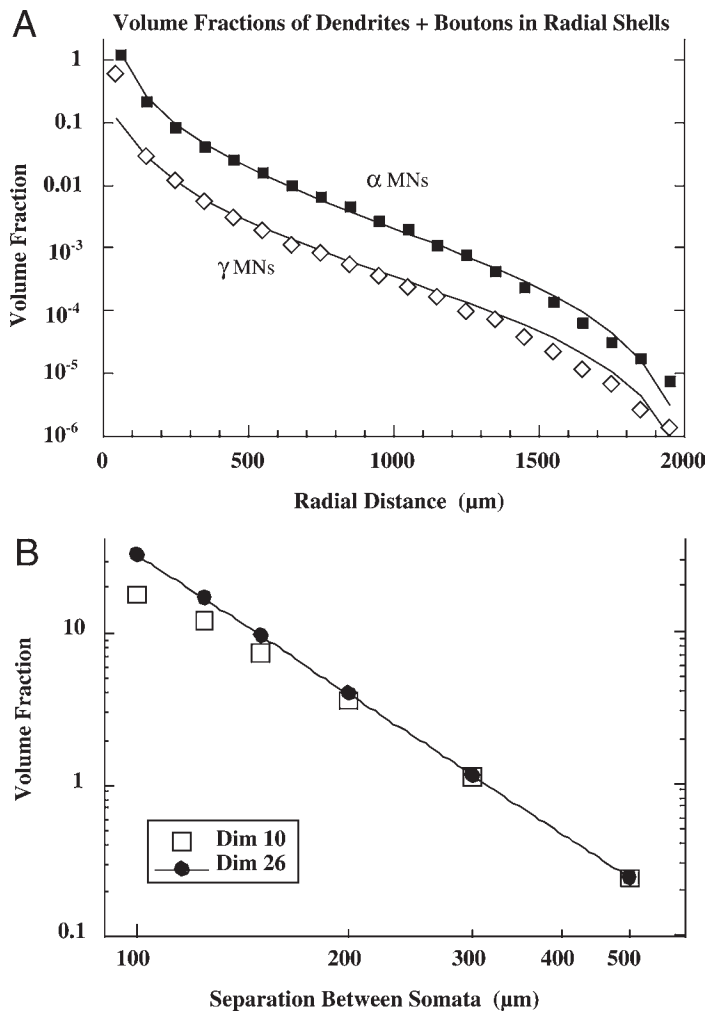 A
Volume Fractions of Dendrites + Boutons in Radial Shells
Volume Fraction
1
0.1
0.01
10-3
10-4
10-5
10-6
α MNs
γ MNs
0 500 1000 1500 2000
Radial Distance (µm)
B
Volume Fraction
10
1
0.1
Dim 10
Dim 26
100 200 300 400 500
Separation Between Somata (µm)